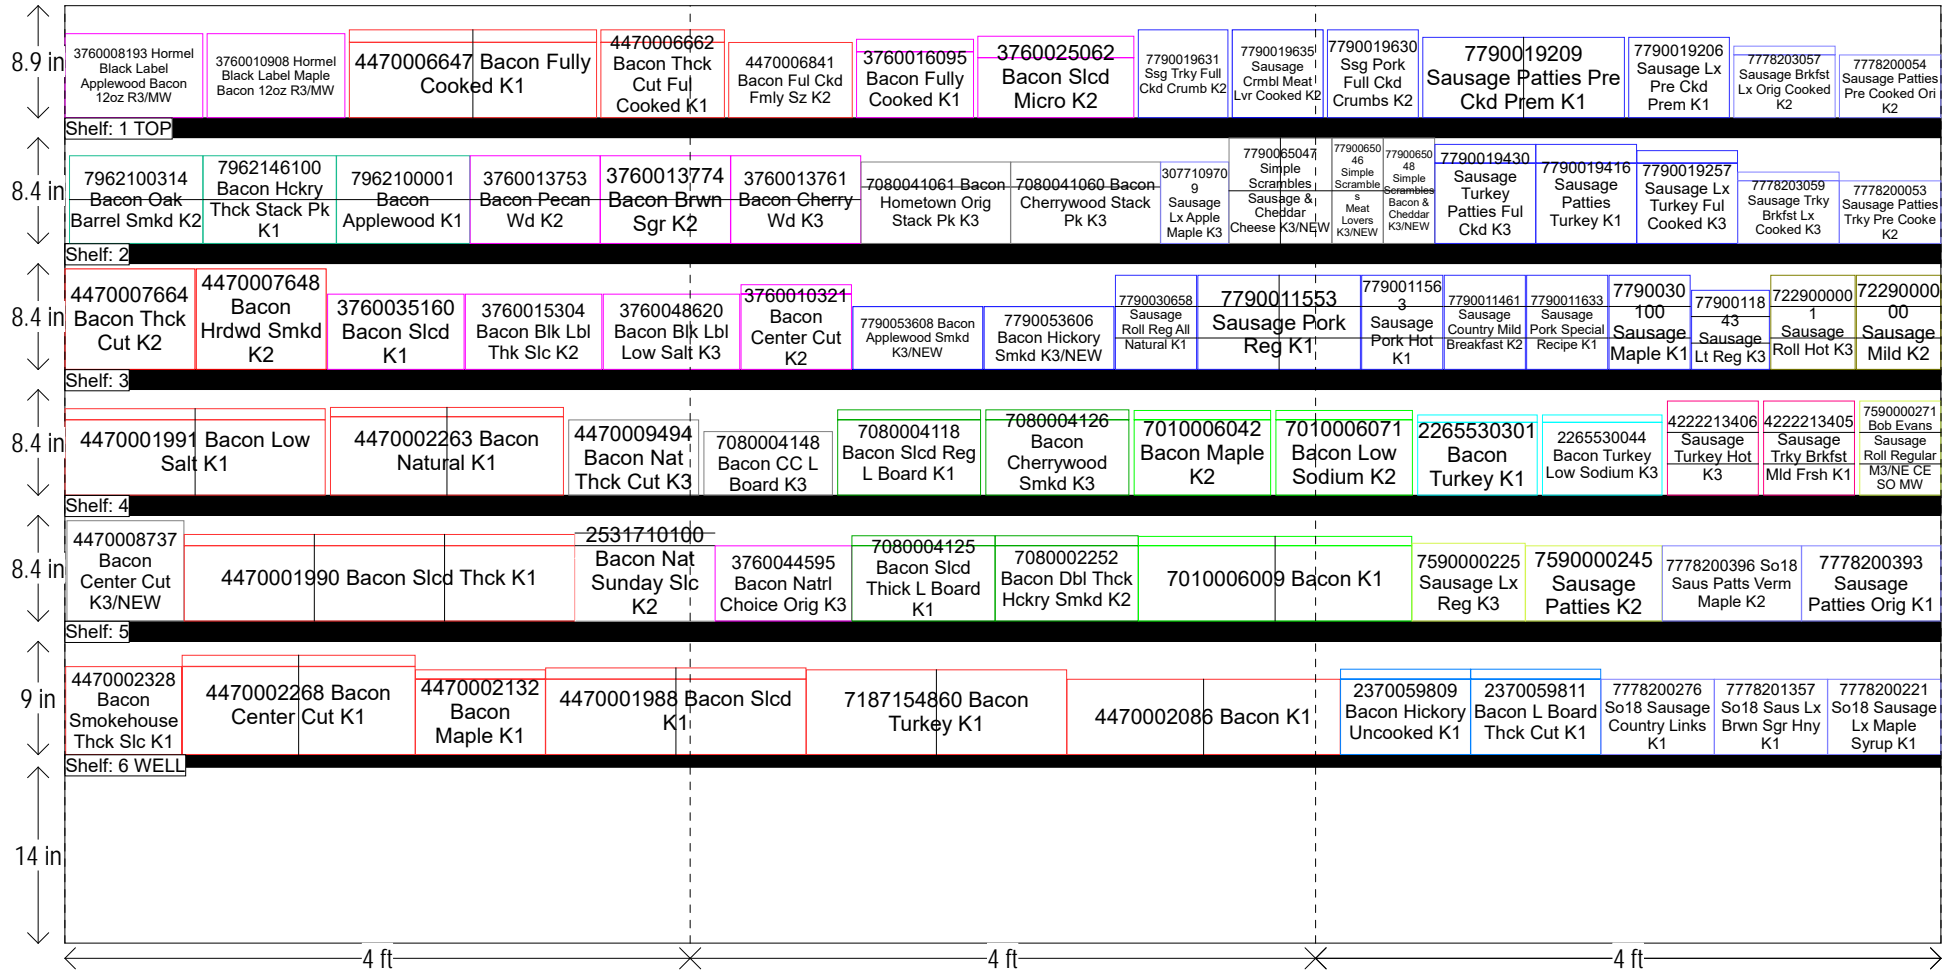 8.9 in
3760008193 Hormel
Black Label
Applewood Bacon
12oz R3/MW
3760010908 Hormel
Black Label Maple
Bacon 12oz R3/MW
4470006647 Bacon Fully
Cooked K1
4470006662
Bacon Thck
Cut Ful
Cooked K1
4470006841
Bacon Ful Ckd
Fmly Sz K2
3760016095
Bacon Fully
Cooked K1
3760025062
Bacon Slcd
Micro K2
7790019631
Ssg Trky Full
Ckd Crumb K2
7790019635
Sausage
Crmbl Meat
Lvr Cooked K2
7790019630
Ssg Pork
Full Ckd
Crumbs K2
7790019209
Sausage Patties Pre
Ckd Prem K1
7790019206
Sausage Lx
Pre Ckd
Prem K1
7778203057
Sausage Brkfst
Lx Orig Cooked
K2
7778200054
Sausage Patties
Pre Cooked Ori
K2
Shelf: 1 TOP
8.4 in
7962100314
Bacon Oak
Barrel Smkd K2
7962146100
Bacon Hckry
Thck Stack Pk
K1
7962100001
Bacon
Applewood K1
3760013753
Bacon Pecan
Wd K2
3760013774
Bacon Brwn
Sgr K2
3760013761
Bacon Cherry
Wd K3
7080041061 Bacon
Hometown Orig
Stack Pk K3
7080041060 Bacon
Cherrywood Stack
Pk K3
307710970
9
Sausage
Lx Apple
Maple K3
7790065047
Simple
Scrambles
Sausage &
Cheddar
Cheese K3/NEW
77900650
46
Simple
Scramble
s
Meat
Lovers
K3/NEW
77900650
48
Simple
Scrambles
Bacon &
Cheddar
K3/NEW
7790019430
Sausage
Turkey
Patties Ful
Ckd K3
7790019416
Sausage
Patties
Turkey K1
7790019257
Sausage Lx
Turkey Ful
Cooked K3
7778203059
Sausage Trky
Brkfst Lx
Cooked K3
7778200053
Sausage Patties
Trky Pre Cooke
K2
Shelf: 2
8.4 in
4470007664
Bacon Thck
Cut K2
4470007648
Bacon
Hrdwd Smkd
K2
3760035160
Bacon Slcd
K1
3760015304
Bacon Blk Lbl
Thk Slc K2
3760048620
Bacon Blk Lbl
Low Salt K3
3760010321
Bacon
Center Cut
K2
7790053608 Bacon
Applewood Smkd
K3/NEW
7790053606
Bacon Hickory
Smkd K3/NEW
7790030658
Sausage
Roll Reg All
Natural K1
7790011553
Sausage Pork
Reg K1
779001156
3
Sausage
Pork Hot
K1
7790011461
Sausage
Country Mild
Breakfast K2
7790011633
Sausage
Pork Special
Recipe K1
7790030
100
Sausage
Maple K1
77900118
43
Sausage
Lt Reg K3
722900000
1
Sausage
Roll Hot K3
72290000
00
Sausage
Mild K2
Shelf: 3
8.4 in
4470001991 Bacon Low
Salt K1
4470002263 Bacon
Natural K1
4470009494
Bacon Nat
Thck Cut K3
7080004148
Bacon CC L
Board K3
7080004118
Bacon Slcd Reg
L Board K1
7080004126
Bacon
Cherrywood
Smkd K3
7010006042
Bacon Maple
K2
7010006071
Bacon Low
Sodium K2
2265530301
Bacon
Turkey K1
2265530044
Bacon Turkey
Low Sodium K3
4222213406
Sausage
Turkey Hot
K3
4222213405
Sausage
Trky Brkfst
Mld Frsh K1
7590000271
Bob Evans
Sausage
Roll Regular
M3/NE CE
SO MW
Shelf: 4
8.4 in
4470008737
Bacon
Center Cut
K3/NEW
4470001990 Bacon Slcd Thck K1
2531710100
Bacon Nat
Sunday Slc
K2
3760044595
Bacon Natrl
Choice Orig K3
7080004125
Bacon Slcd
Thick L Board
K1
7080002252
Bacon Dbl Thck
Hckry Smkd K2
7010006009 Bacon K1
7590000225
Sausage Lx
Reg K3
7590000245
Sausage
Patties K2
7778200396 So18
Saus Patts Verm
Maple K2
7778200393
Sausage
Patties Orig K1
Shelf: 5
9 in
4470002328
Bacon
Smokehouse
Thck Slc K1
4470002268 Bacon
Center Cut K1
4470002132
Bacon
Maple K1
4470001988 Bacon Slcd
K1
7187154860 Bacon
Turkey K1
4470002086 Bacon K1
2370059809
Bacon Hickory
Uncooked K1
2370059811
Bacon L Board
Thck Cut K1
7778200276
So18 Sausage
Country Links
K1
7778201357
So18 Saus Lx
Brwn Sgr Hny
K1
7778200221
So18 Sausage
Lx Maple
Syrup K1
Shelf: 6 WELL
14 in
4 ft
4 ft
4 ft